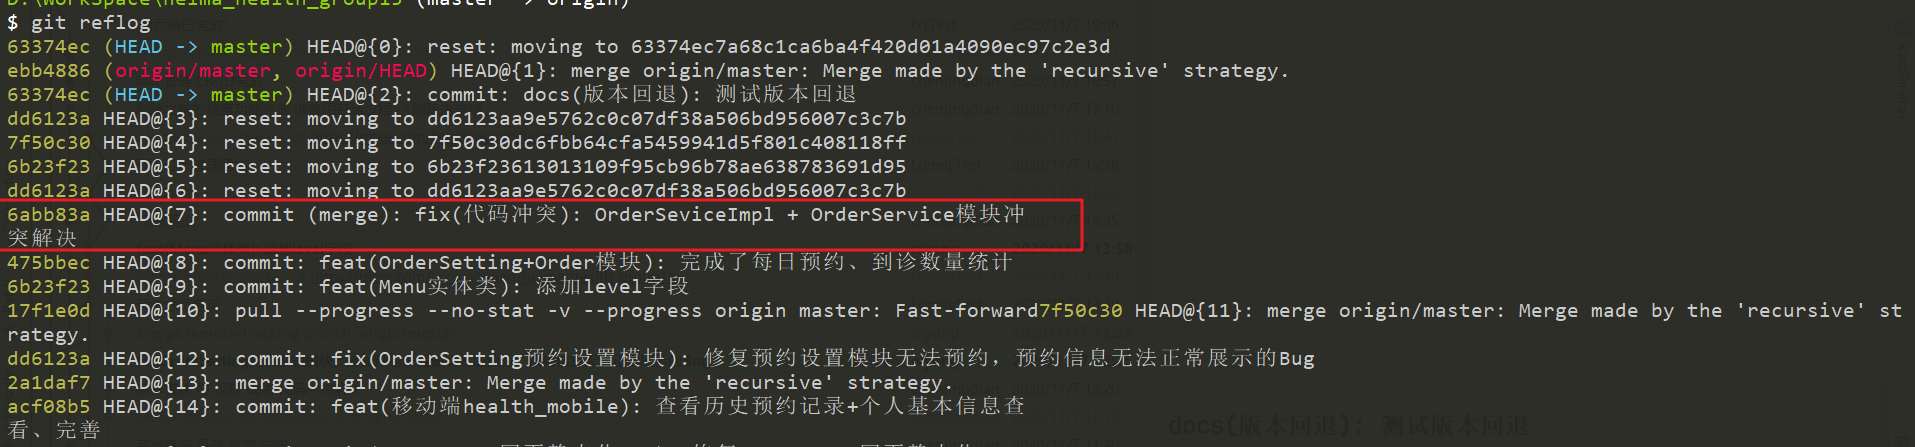 D:\WorkSpace\heima_health_group15 (master -> origin)
$ git reflog
63374ec (HEAD -> master) HEAD@{0}: reset: moving to 63374ec7a68c1ca6ba4f420d01a4090ec97c2e3d
ebb4886 (origin/master, origin/HEAD) HEAD@{1}: merge origin/master: Merge made by the 'recursive' strategy.
63374ec (HEAD -> master) HEAD@{2}: commit: docs(版本回退): 测试版本回退
dd6123a HEAD@{3}: reset: moving to dd6123aa9e5762c0c07df38a506bd956007c3c7b
7f50c30 HEAD@{4}: reset: moving to 7f50c30dc6fbb64cfa5459941d5f801c408118ff
6b23f23 HEAD@{5}: reset: moving to 6b23f23613013109f95cb96b78ae638783691d95
dd6123a HEAD@{6}: reset: moving to dd6123aa9e5762c0c07df38a506bd956007c3c7b
6abb83a HEAD@{7}: commit (merge): fix(代码冲突): OrderSeviceImpl + OrderService模块冲
突解决
475bbec HEAD@{8}: commit: feat(OrderSetting+Order模块): 完成了每日预约、到诊数量统计
6b23f23 HEAD@{9}: commit: feat(Menu实体类): 添加level字段
17f1e0d HEAD@{10}: pull --progress --no-stat -v --progress origin master: Fast-forward7f50c30 HEAD@{11}: merge origin/master: Merge made by the 'recursive' st
rategy.
dd6123a HEAD@{12}: commit: fix(OrderSetting预约设置模块): 修复预约设置模块无法预约，预约信息无法正常展示的Bug
2a1daf7 HEAD@{13}: merge origin/master: Merge made by the 'recursive' strategy.
acf08b5 HEAD@{14}: commit: feat(移动端health_mobile): 查看历史预约记录+个人基本信息查
看、完善
docs(版本回退): 测试版本回退